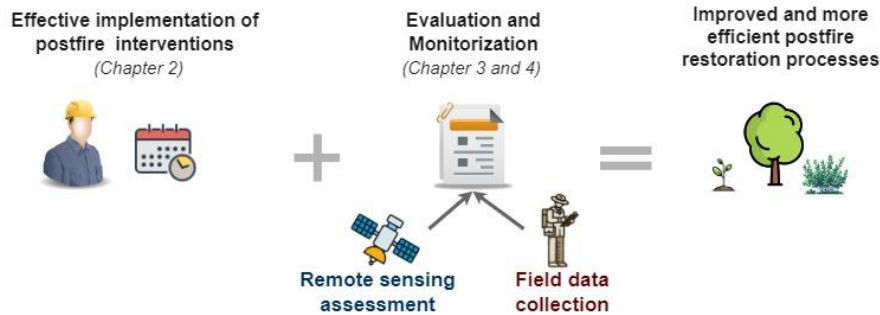 Effective implementation of
postfire interventions
(Chapter 2)
Evaluation and
Monitorization
(Chapter 3 and 4)
Improved and more
efficient postfire
restoration processes
+
=
Remote sensing
assessment
Field data
collection